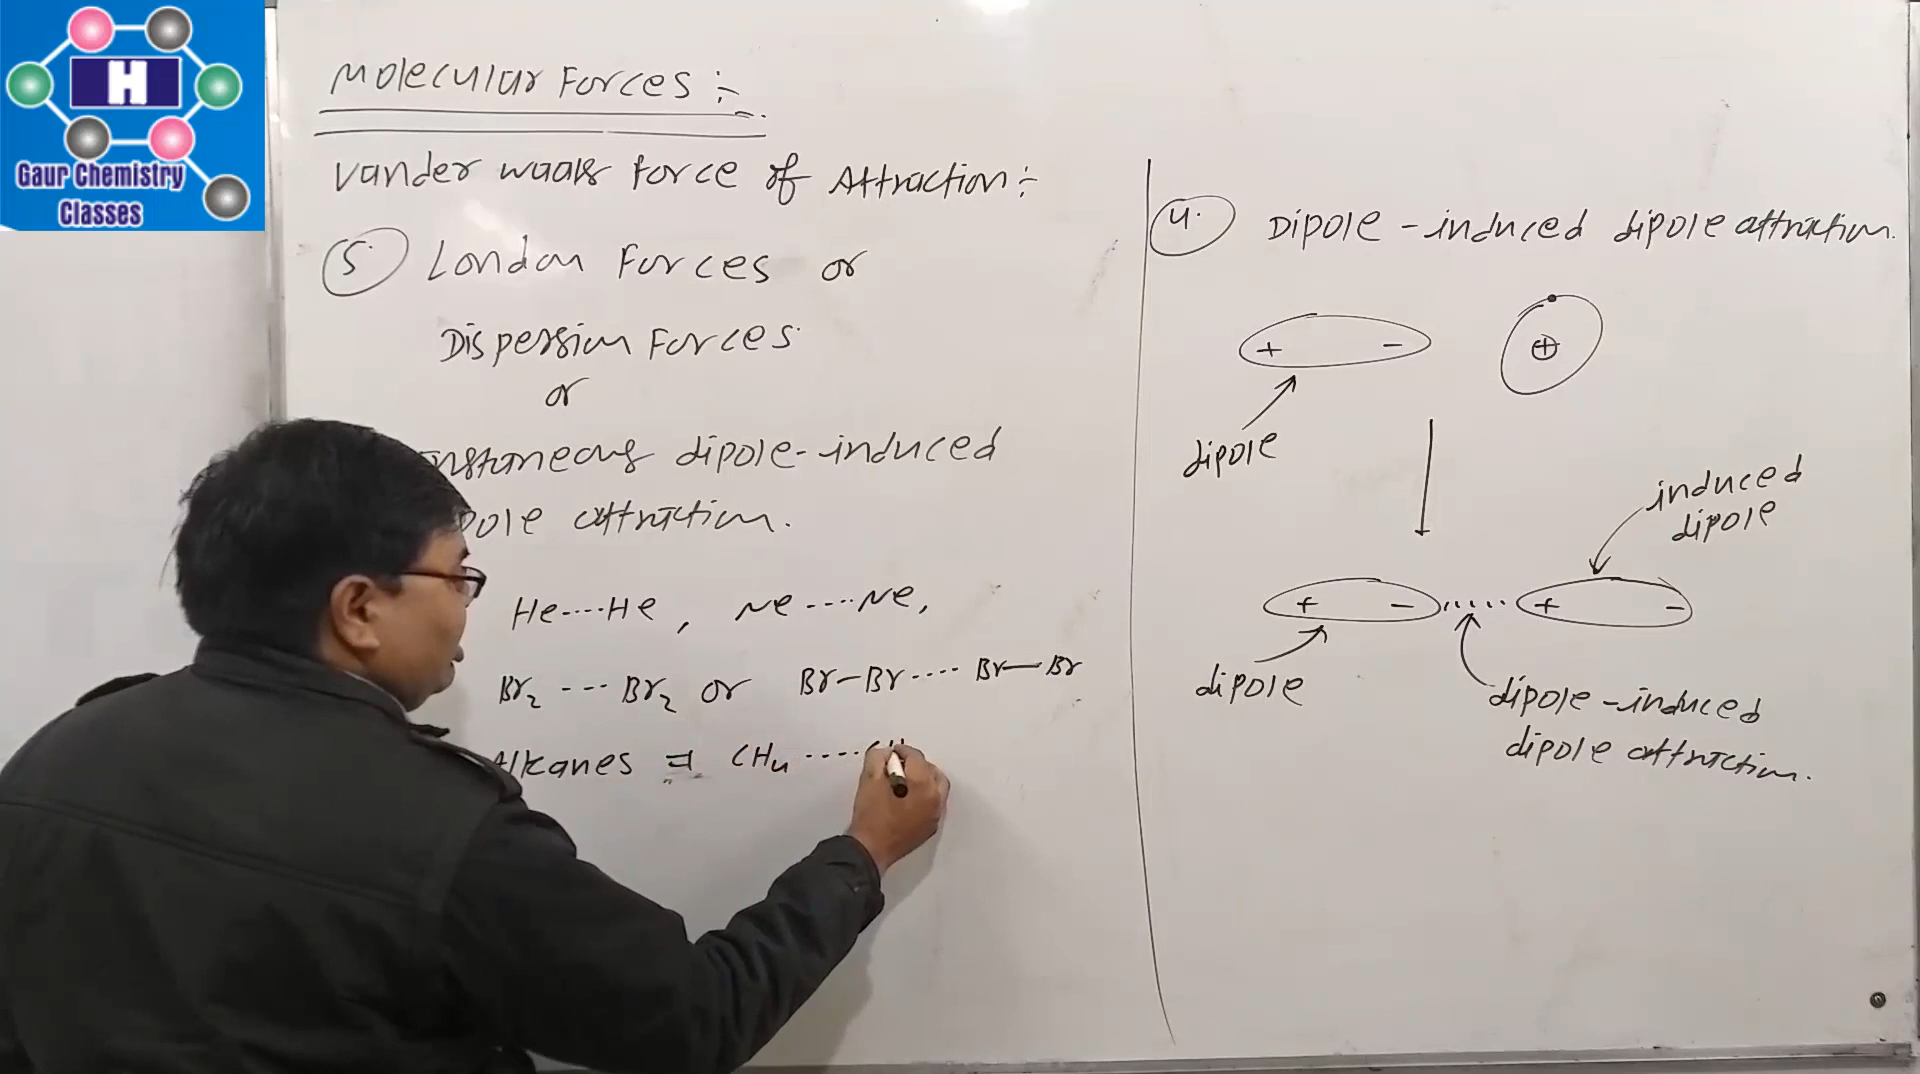 H
Gaur Chemistry
Classes
Molecular Forces :-
Vander waals Force of Attraction :-
5. London Forces or
Dispersion Forces.
or
dipole-induced
attraction.
He.....He, Ne.....Ne,
Br2 --- Br2 or Br-Br.... Br-Br
Alkanes = CH4 ....CH
4. Dipole-induced dipole attraction.
+ - +
dipole
induced
dipole
+ - ..... + -
dipole
dipole-induced
dipole attraction.